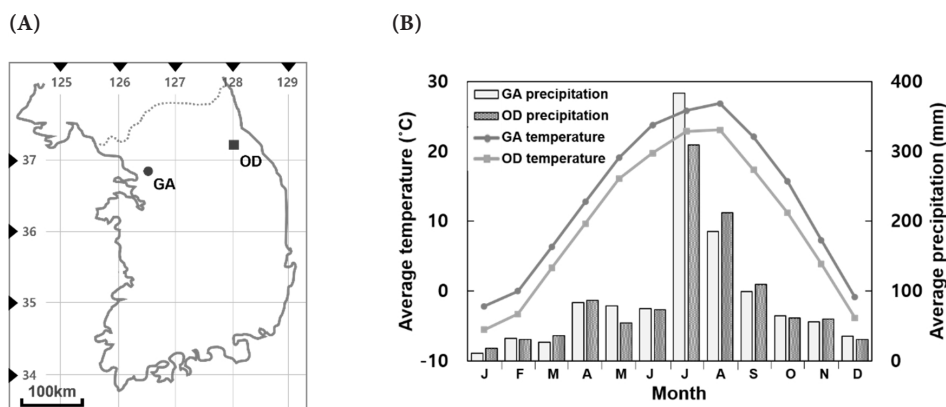 (A)
125 126 127 128 129
37
36
35
34
GA
OD
100km
(B)
Average temperature (°C)
30
20
10
0
-10
GA precipitation
OD precipitation
GA temperature
OD temperature
400
300
200
100
0
Average precipitation (mm)
J F M A M J J A S O N D
Month